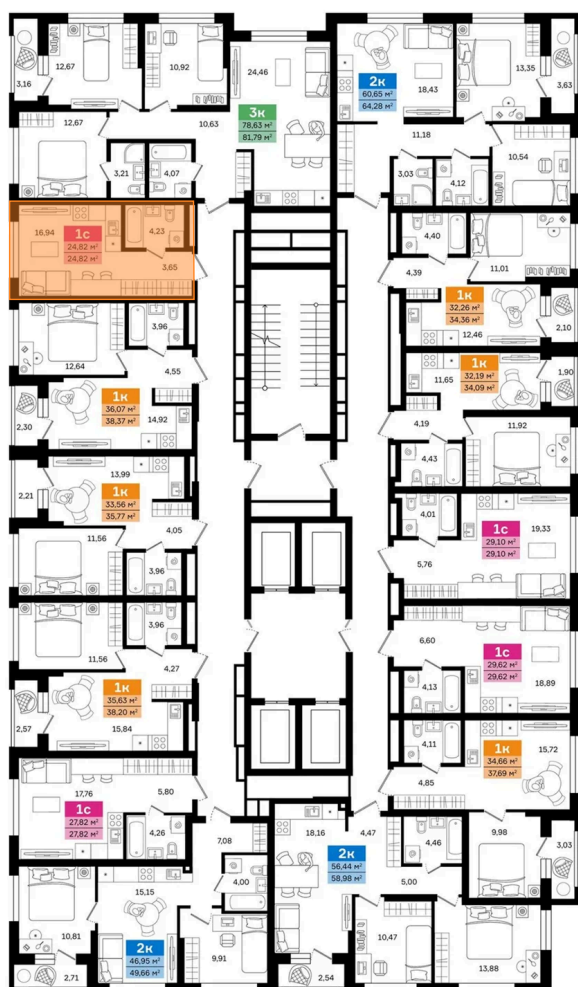 12,67
10,92
24,46
3,16
3к
78,63 м²
81,79 м²
12,67
10,63
3,21
4,07
2к
60,65 м²
64,28 м²
18,43
13,35
3,63
11,18
10,54
3,03
4,12
16,94
1с
24,82 м²
24,82 м²
4,23
3,65
4,40
11,01
4,39
1к
32,26 м²
34,36 м²
12,46
2,10
12,64
3,96
4,55
1к
36,07 м²
38,37 м²
14,92
2,30
1к
32,19 м²
34,09 м²
11,65
1,90
4,19
11,92
4,43
13,99
2,21
1к
33,56 м²
35,77 м²
4,05
11,56
3,96
4,01
1с
29,10 м²
29,10 м²
19,33
5,76
3,96
11,56
4,27
1к
35,63 м²
38,20 м²
2,57
15,84
6,60
1с
29,62 м²
29,62 м²
4,13
18,89
4,11
1к
34,66 м²
37,69 м²
15,72
4,85
17,76
5,80
1с
27,82 м²
27,82 м²
4,26
7,08
4,00
18,16
4,47
2к
56,44 м²
58,98 м²
4,46
5,00
9,98
3,03
15,15
10,81
2к
46,95 м²
49,66 м²
2,71
9,91
2,54
10,47
13,88